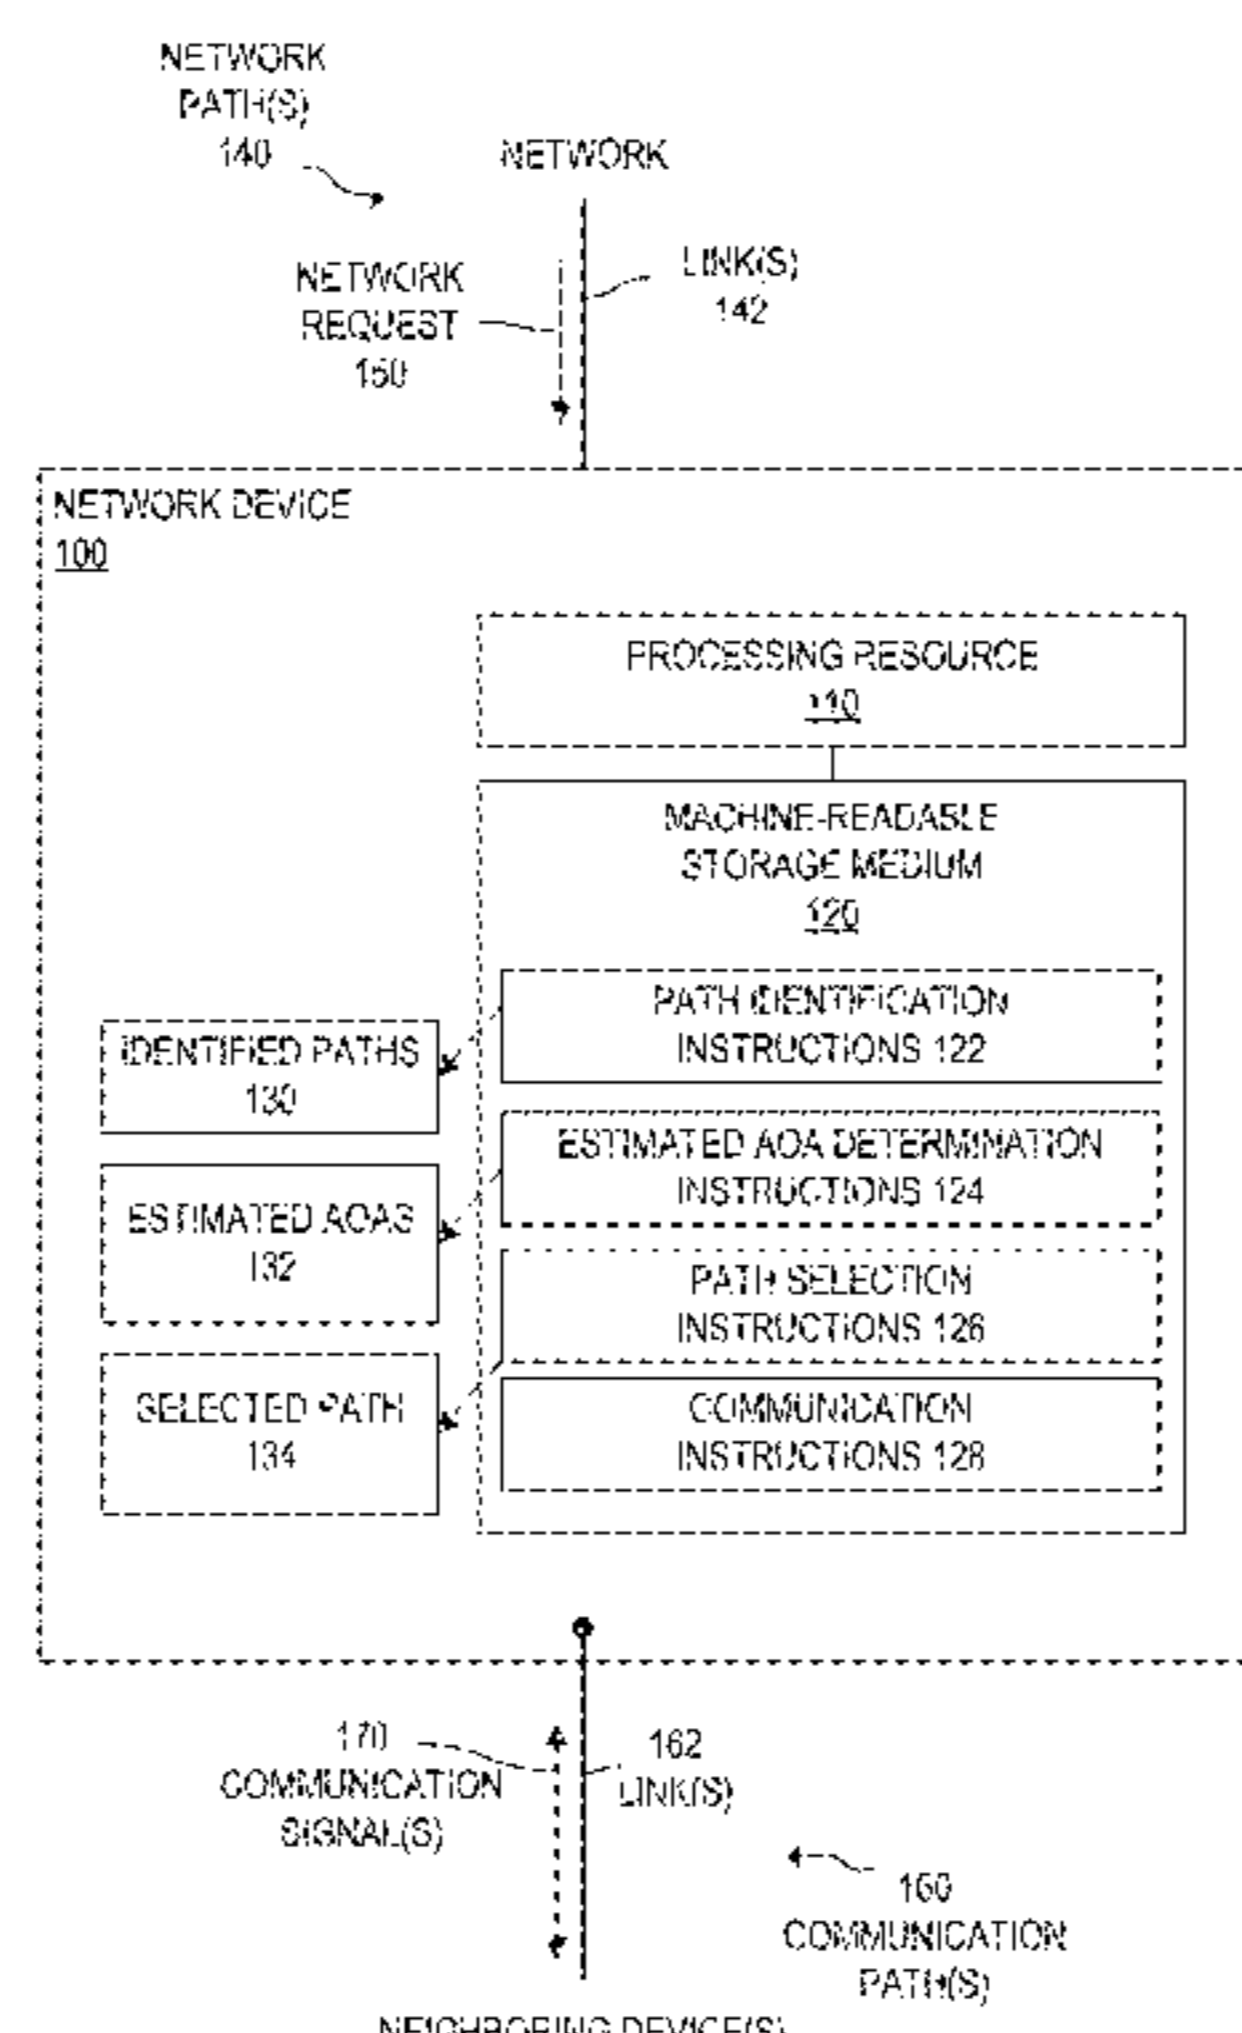 NETWORK
PATH(S)
140
NETWORK
LINK(S)
142
NETWORK
REQUEST
150
NETWORK DEVICE
100
PROCESSING RESOURCE
110
MACHINE-READABLE
STORAGE MEDIUM
120
PATH IDENTIFICATION
INSTRUCTIONS 122
IDENTIFIED PATHS
130
ESTIMATED AOA DETERMINATION
INSTRUCTIONS 124
ESTIMATED AOAS
132
PATH SELECTION
INSTRUCTIONS 126
SELECTED PATH
134
COMMUNICATION
INSTRUCTIONS 128
170
COMMUNICATION
SIGNAL(S)
162
LINK(S)
160
COMMUNICATION
PATH(S)
NEIGHBORING DEVICE(S)